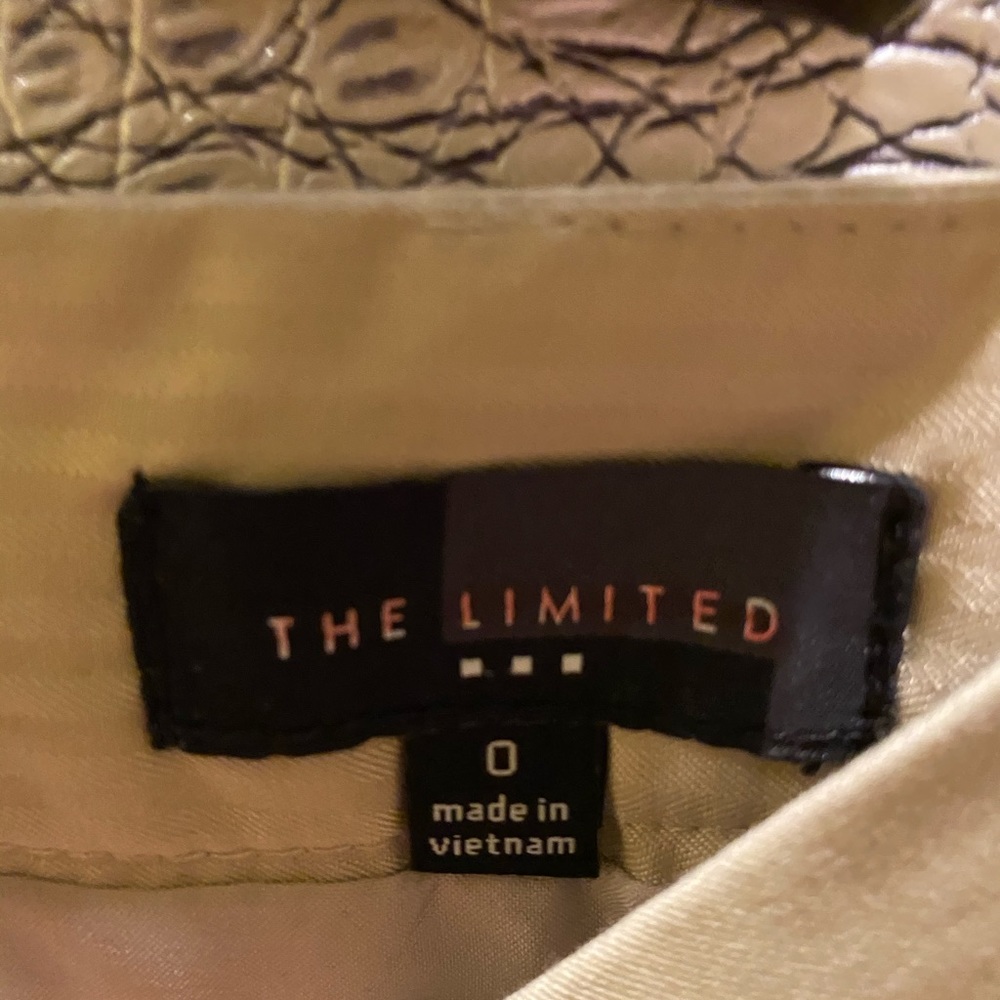 THE LIMITED
0
made in
vietnam